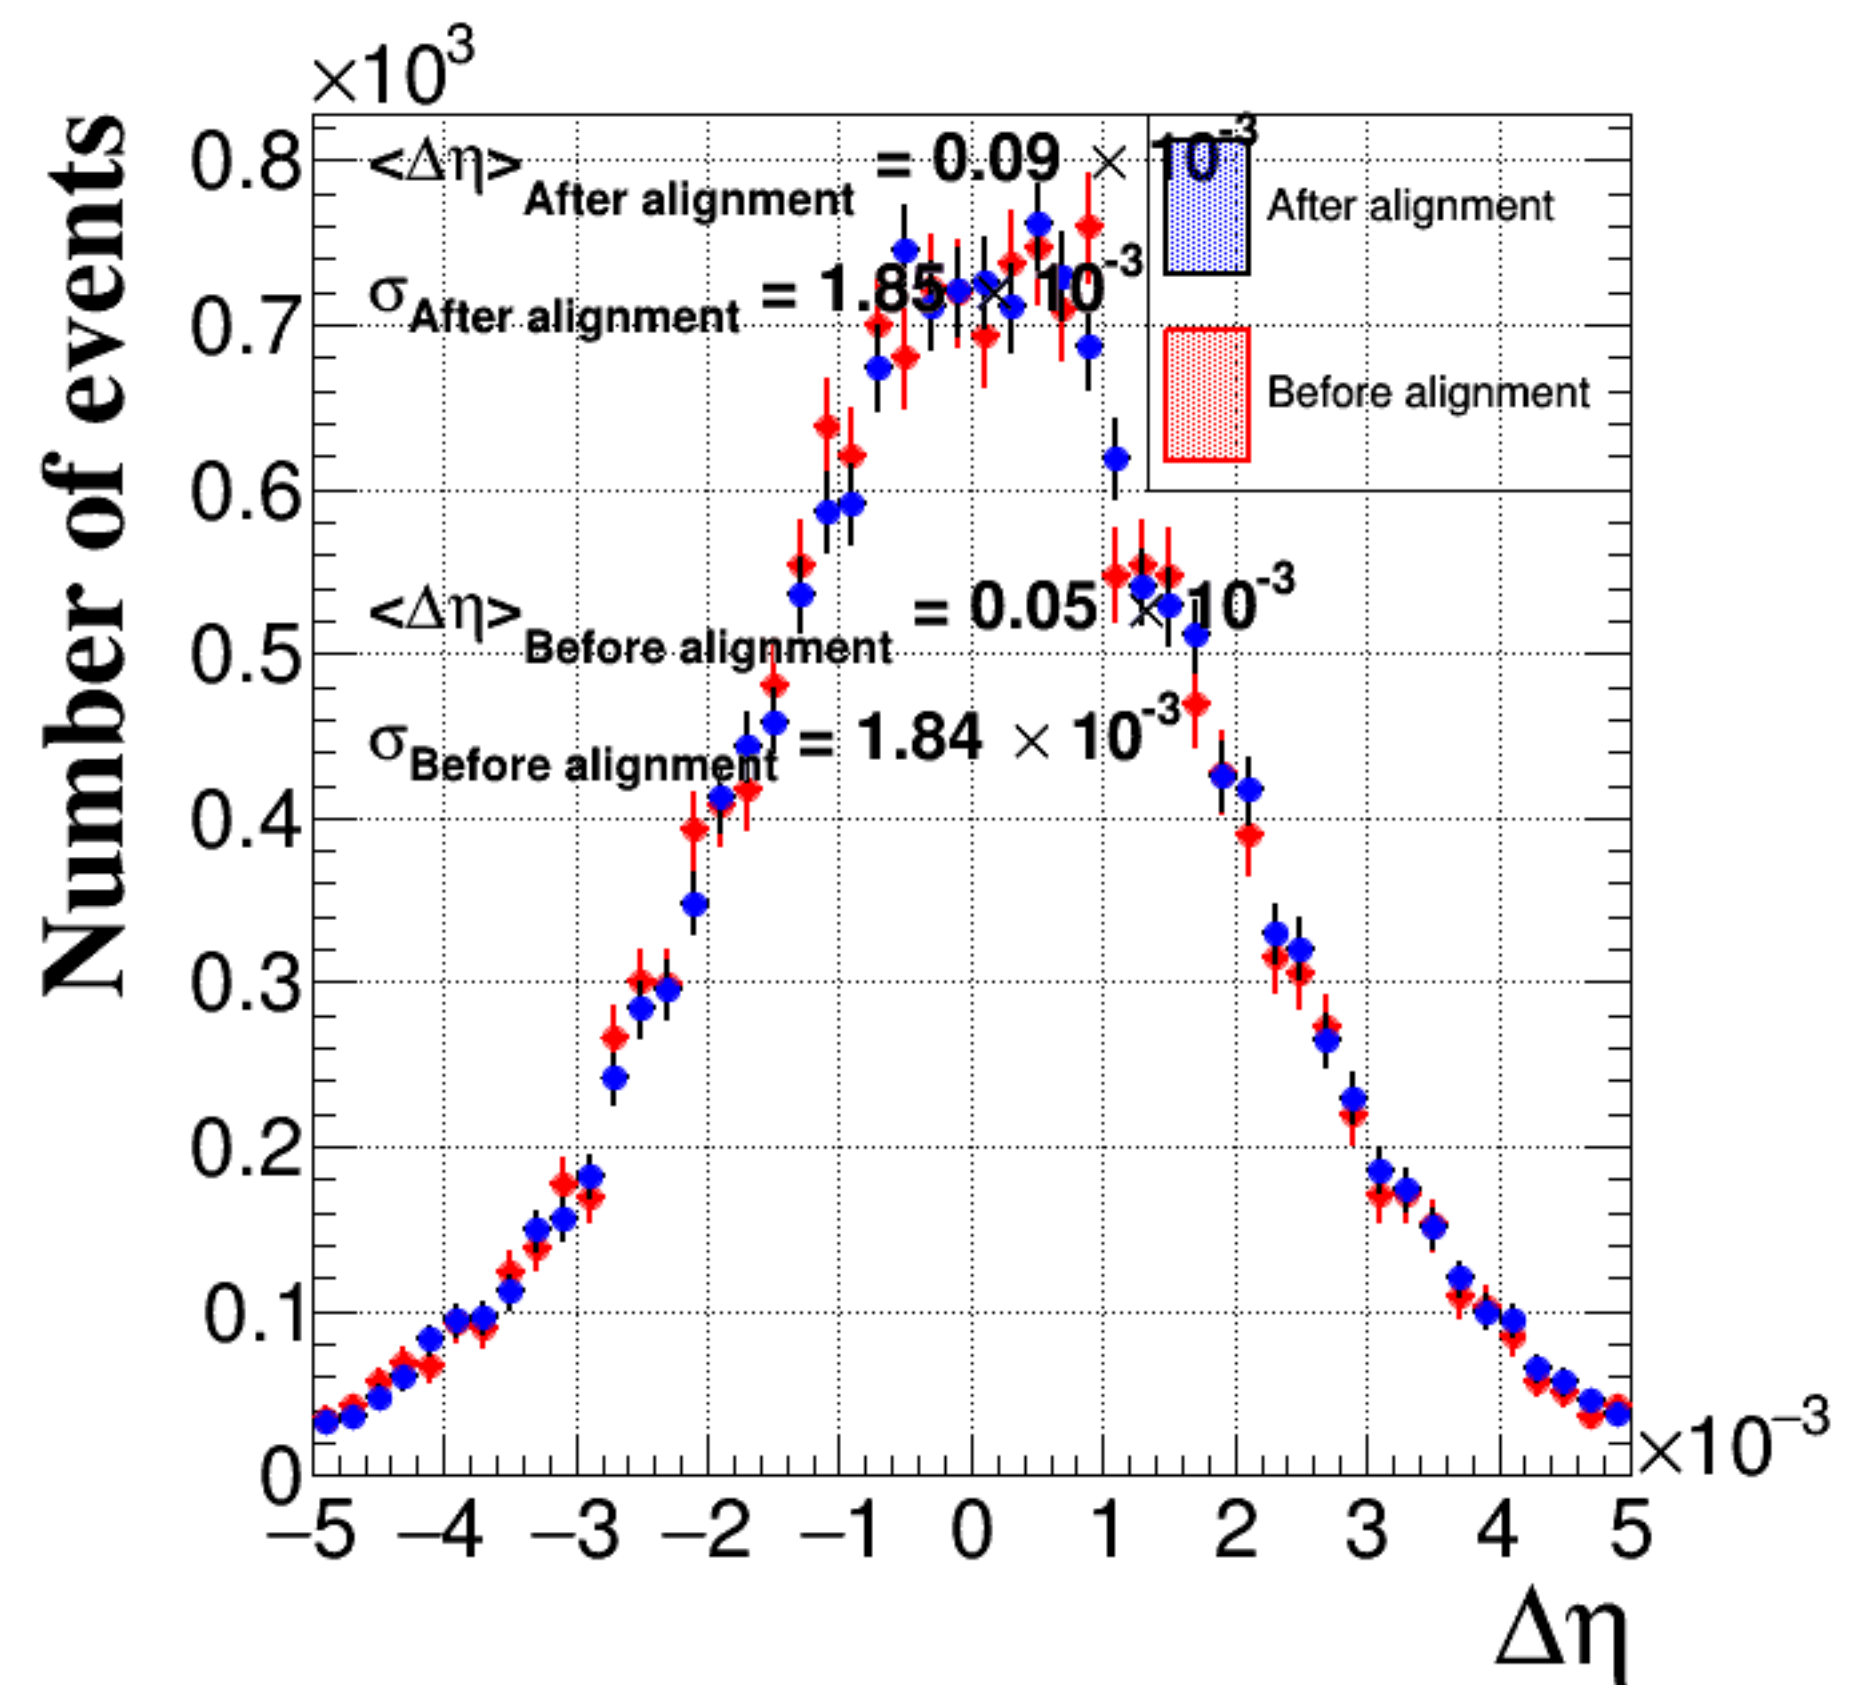 ×10³
Number of events
0.8
0.7
0.6
0.5
0.4
0.3
0.2
0.1
0
<Δη>After alignment = 0.09 × 10⁻³
σAfter alignment = 1.85 × 10⁻³
<Δη>Before alignment = 0.05 × 10⁻³
σBefore alignment = 1.84 × 10⁻³
After alignment
Before alignment
−5 −4 −3 −2 −1 0 1 2 3 4 5
×10⁻³
Δη